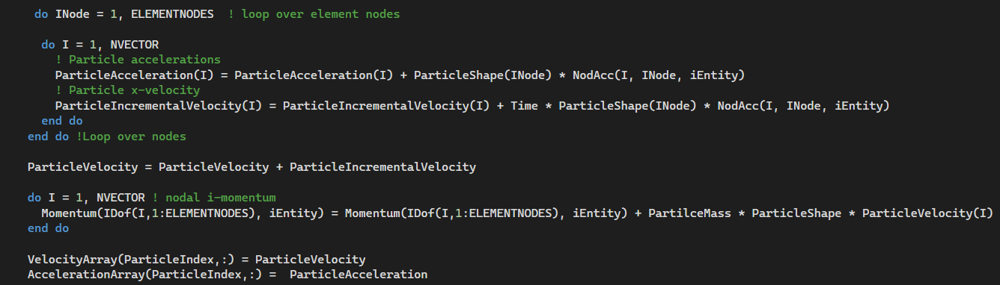 do INode = 1, ELEMENTNODES  ! loop over element nodes
do I = 1, NVECTOR
! Particle accelerations
ParticleAcceleration(I) = ParticleAcceleration(I) + ParticleShape(INode) * NodAcc(I, INode, iEntity)
! Particle x-velocity
ParticleIncrementalVelocity(I) = ParticleIncrementalVelocity(I) + Time * ParticleShape(INode) * NodAcc(I, INode, iEntity)
end do
end do !Loop over nodes
ParticleVelocity = ParticleVelocity + ParticleIncrementalVelocity
do I = 1, NVECTOR ! nodal i-momentum
Momentum(IDof(I,1:ELEMENTNODES), iEntity) = Momentum(IDof(I,1:ELEMENTNODES), iEntity) + PartilceMass * ParticleShape * ParticleVelocity(I)
end do
VelocityArray(ParticleIndex,:) = ParticleVelocity
AccelerationArray(ParticleIndex,:) =  ParticleAcceleration